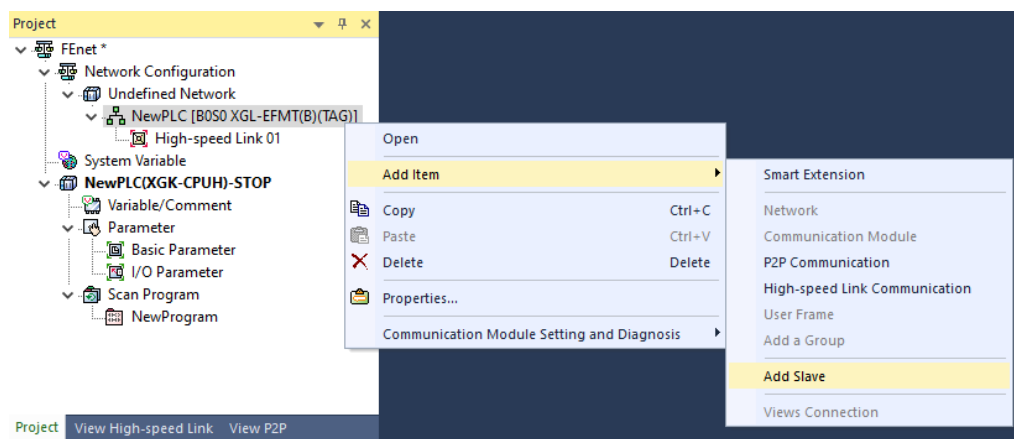 Project
FEnet *
Network Configuration
Undefined Network
NewPLC [B0S0 XGL-EFMT(B)(TAG)]
High-speed Link 01
System Variable
NewPLC(XGK-CPUH)-STOP
Variable/Comment
Parameter
Basic Parameter
I/O Parameter
Scan Program
NewProgram
Project View High-speed Link View P2P
Open
Add Item
Copy Ctrl+C
Paste Ctrl+V
Delete Delete
Properties...
Communication Module Setting and Diagnosis
Smart Extension
Network
Communication Module
P2P Communication
High-speed Link Communication
User Frame
Add a Group
Add Slave
Views Connection